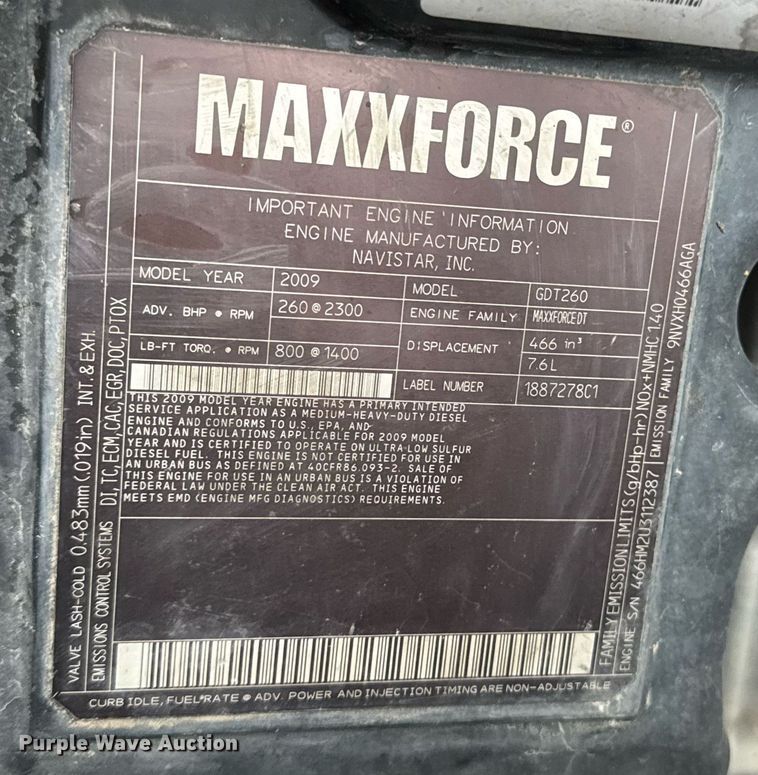 MAXXFORCE®
IMPORTANT ENGINE INFORMATION
ENGINE MANUFACTURED BY:
NAVISTAR, INC.
MODEL YEAR 2009
MODEL GDT260
ADV. BHP @ RPM 260@2300
ENGINE FAMILY MAXXFORCE DT
LB-FT TORQ. @ RPM 800 @ 1400
DISPLACEMENT 466 in³
7.6L
LABEL NUMBER 1887278C1
THIS 2009 MODEL YEAR ENGINE HAS A PRIMARY INTENDED
SERVICE APPLICATION AS A MEDIUM-HEAVY-DUTY DIESEL
ENGINE AND CONFORMS TO U.S., EPA, AND
CANADIAN REGULATIONS APPLICABLE FOR 2009 MODEL
YEAR AND IS CERTIFIED TO OPERATE ON ULTRA-LOW SULFUR
DIESEL FUEL. THIS ENGINE IS NOT CERTIFIED FOR USE IN
AN URBAN BUS AS DEFINED AT 40CFR86.093-2. SALE OF
THIS ENGINE FOR USE IN AN URBAN BUS IS A VIOLATION OF
FEDERAL LAW UNDER THE CLEAN AIR ACT. THIS ENGINE
MEETS EMD (ENGINE MFG DIAGNOSTICS) REQUIREMENTS.
VALVE LASH-COLD 0.483mm(.019in) INT.&EXH.
EMISSIONS CONTROL SYSTEMS DI,TC,ECM,CAC,EGR,DOC,PTOX
FAMILY EMISSION LIMITS(g/bHp-hr) NOx+NMHC 1.40
ENGINE S/N 466HM2U3112387 EMISSION FAMILY 9NVXH0466AGA
CURB IDLE, FUEL RATE @ ADV. POWER AND INJECTION TIMING ARE NON-ADJUSTABLE
Purple Wave Auction